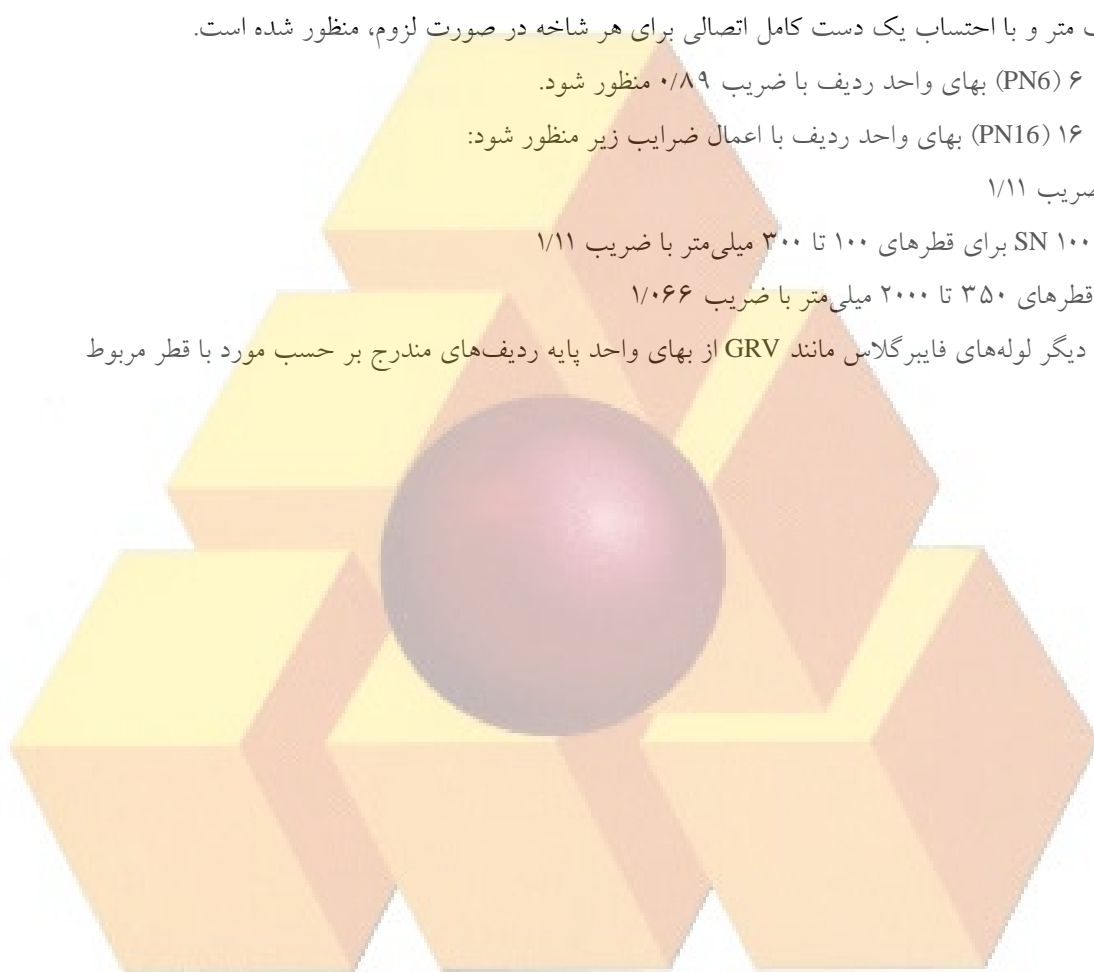 متر و با احتساب یک دست کامل اتصالی برای هر شاخه در صورت لزوم، منظور شده است.
۶ (PN6) بهای واحد ردیف با ضریب ۰/۸۹ منظور شود.
۱۶ (PN16) بهای واحد ردیف با اعمال ضرایب زیر منظور شود:
ضریب ۱/۱۱
SN ۱۰۰ برای قطرهای ۱۰۰ تا ۳۰۰ میلی‌متر با ضریب ۱/۱۱
قطرهای ۳۵۰ تا ۲۰۰۰ میلی‌متر با ضریب ۱/۰۶۶
دیگر لوله‌های فایبرگلاس مانند GRV از بهای واحد پایه ردیف‌های مندرج بر حسب مورد با قطر مربوط